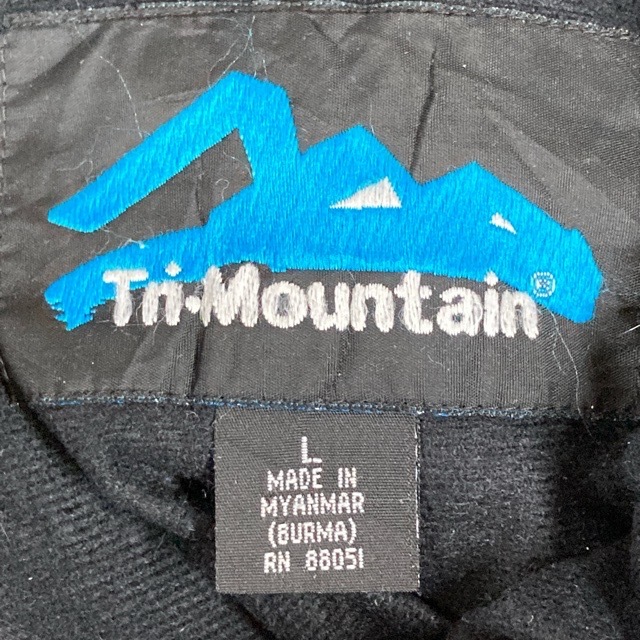 Tri-Mountain®
L
MADE IN
MYANMAR
(BURMA)
RN 88051